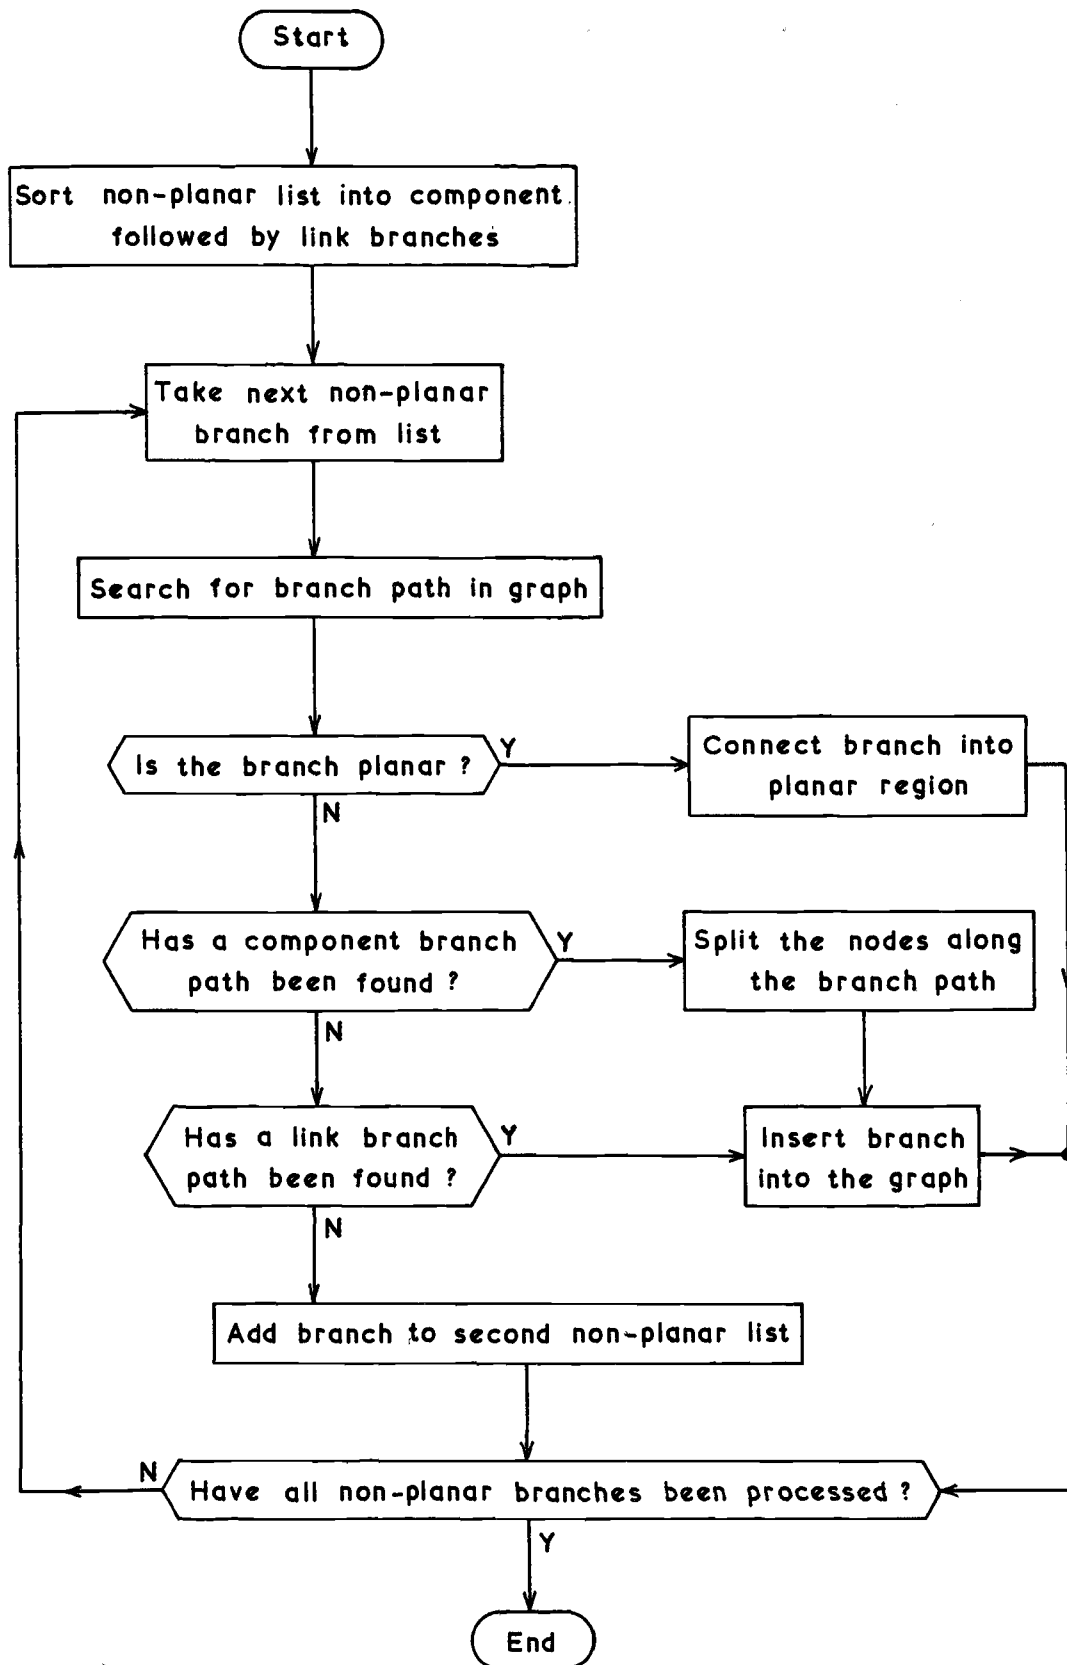 Start
Sort non-planar list into component
followed by link branches
Take next non-planar
branch from list
Search for branch path in graph
Is the branch planar ?
Y
N
Connect branch into
planar region
Has a component branch
path been found ?
Y
N
Split the nodes along
the branch path
Has a link branch
path been found ?
Y
N
Insert branch
into the graph
Add branch to second non-planar list
N
Have all non-planar branches been processed ?
Y
End